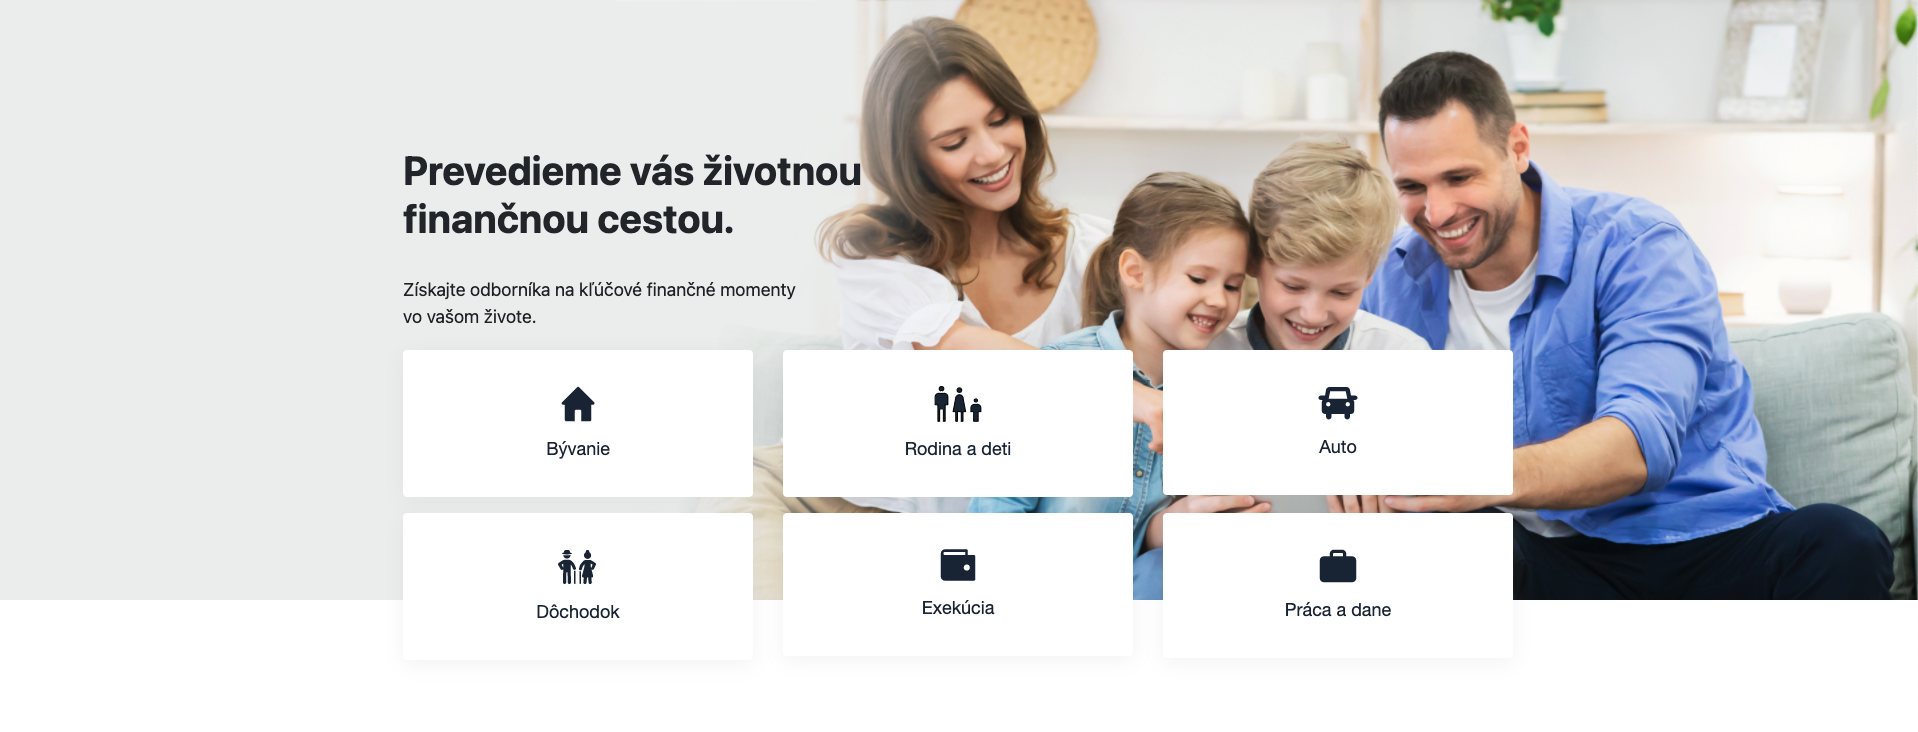 Prevedieme vás životnou
finančnou cestou.
Získajte odborníka na kľúčové finančné momenty
vo vašom živote.
Bývanie
Rodina a deti
Auto
Dôchodok
Exekúcia
Práca a dane